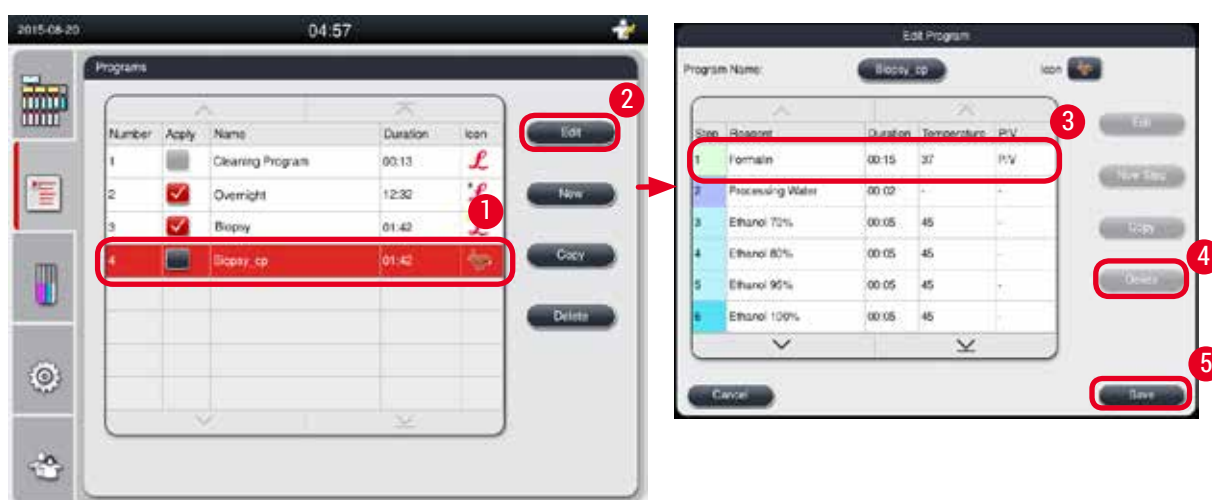 2015-08-20 04:57
Programs
Number Apply Name Duration Icon
1 Cleaning Program 00:13 L
2 Overnight 12:32 L
3 Biopsy 01:42 L
4 Biopsy_cp 01:42
Edit
New
Copy
Delete
1
2
Edit Program
Program Name: Biopsy_cp Icon
Step Reagent Duration Temperature P/V
1 Formalin 00:15 37 P/V
2 Processing Water 00:02 - -
3 Ethanol 70% 00:05 45 -
4 Ethanol 80% 00:05 45 -
5 Ethanol 95% 00:05 45 -
6 Ethanol 100% 00:05 45
Edit
New Step
Copy
Delete
Cancel
Save
3
4
5